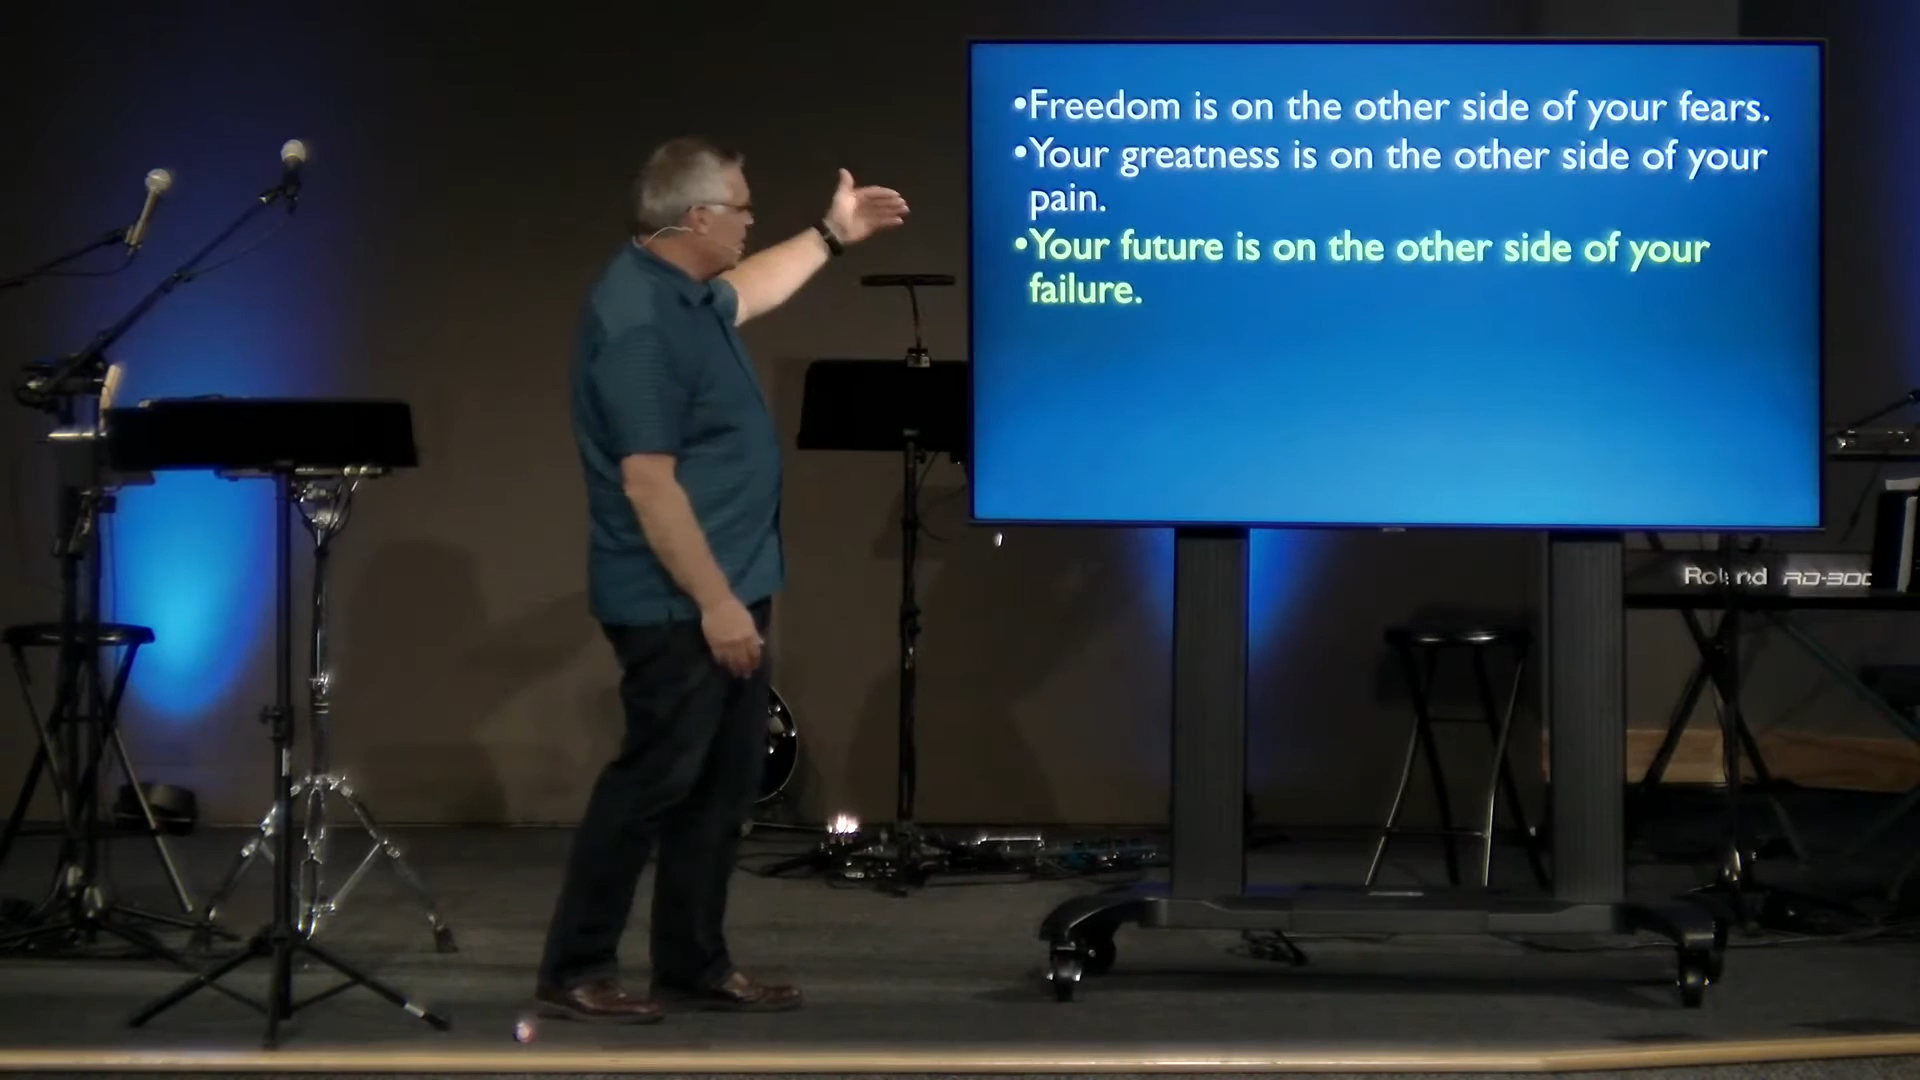 •Freedom is on the other side of your fears.
•Your greatness is on the other side of your
pain.
•Your future is on the other side of your
failure.
Roland RD-300